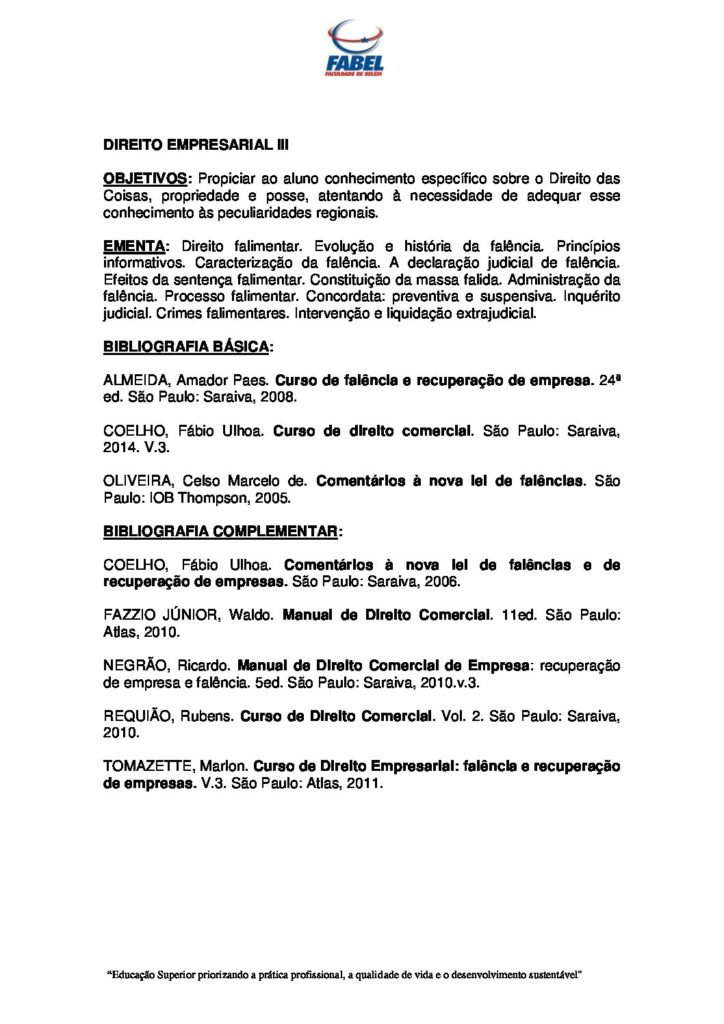 FABEL
FACULDADE DE BELÉM
DIREITO EMPRESARIAL III
OBJETIVOS: Propiciar ao aluno conhecimento específico sobre o Direito das
Coisas, propriedade e posse, atentando à necessidade de adequar esse
conhecimento às peculiaridades regionais.
EMENTA: Direito falimentar. Evolução e história da falência. Princípios
informativos. Caracterização da falência. A declaração judicial de falência.
Efeitos da sentença falimentar. Constituição da massa falida. Administração da
falência. Processo falimentar. Concordata: preventiva e suspensiva. Inquérito
judicial. Crimes falimentares. Intervenção e liquidação extrajudicial.
BIBLIOGRAFIA BÁSICA:
ALMEIDA, Amador Paes. Curso de falência e recuperação de empresa. 24ª
ed. São Paulo: Saraiva, 2008.
COELHO, Fábio Ulhoa. Curso de direito comercial. São Paulo: Saraiva,
2014. V.3.
OLIVEIRA, Celso Marcelo de. Comentários à nova lei de falências. São
Paulo: IOB Thompson, 2005.
BIBLIOGRAFIA COMPLEMENTAR:
COELHO, Fábio Ulhoa. Comentários à nova lei de falências e de
recuperação de empresas. São Paulo: Saraiva, 2006.
FAZZIO JÚNIOR, Waldo. Manual de Direito Comercial. 11ed. São Paulo:
Atlas, 2010.
NEGRÃO, Ricardo. Manual de Direito Comercial de Empresa: recuperação
de empresa e falência. 5ed. São Paulo: Saraiva, 2010.v.3.
REQUIÃO, Rubens. Curso de Direito Comercial. Vol. 2. São Paulo: Saraiva,
2010.
TOMAZETTE, Marlon. Curso de Direito Empresarial: falência e recuperação
de empresas. V.3. São Paulo: Atlas, 2011.
“Educação Superior priorizando a prática profissional, a qualidade de vida e o desenvolvimento sustentável”